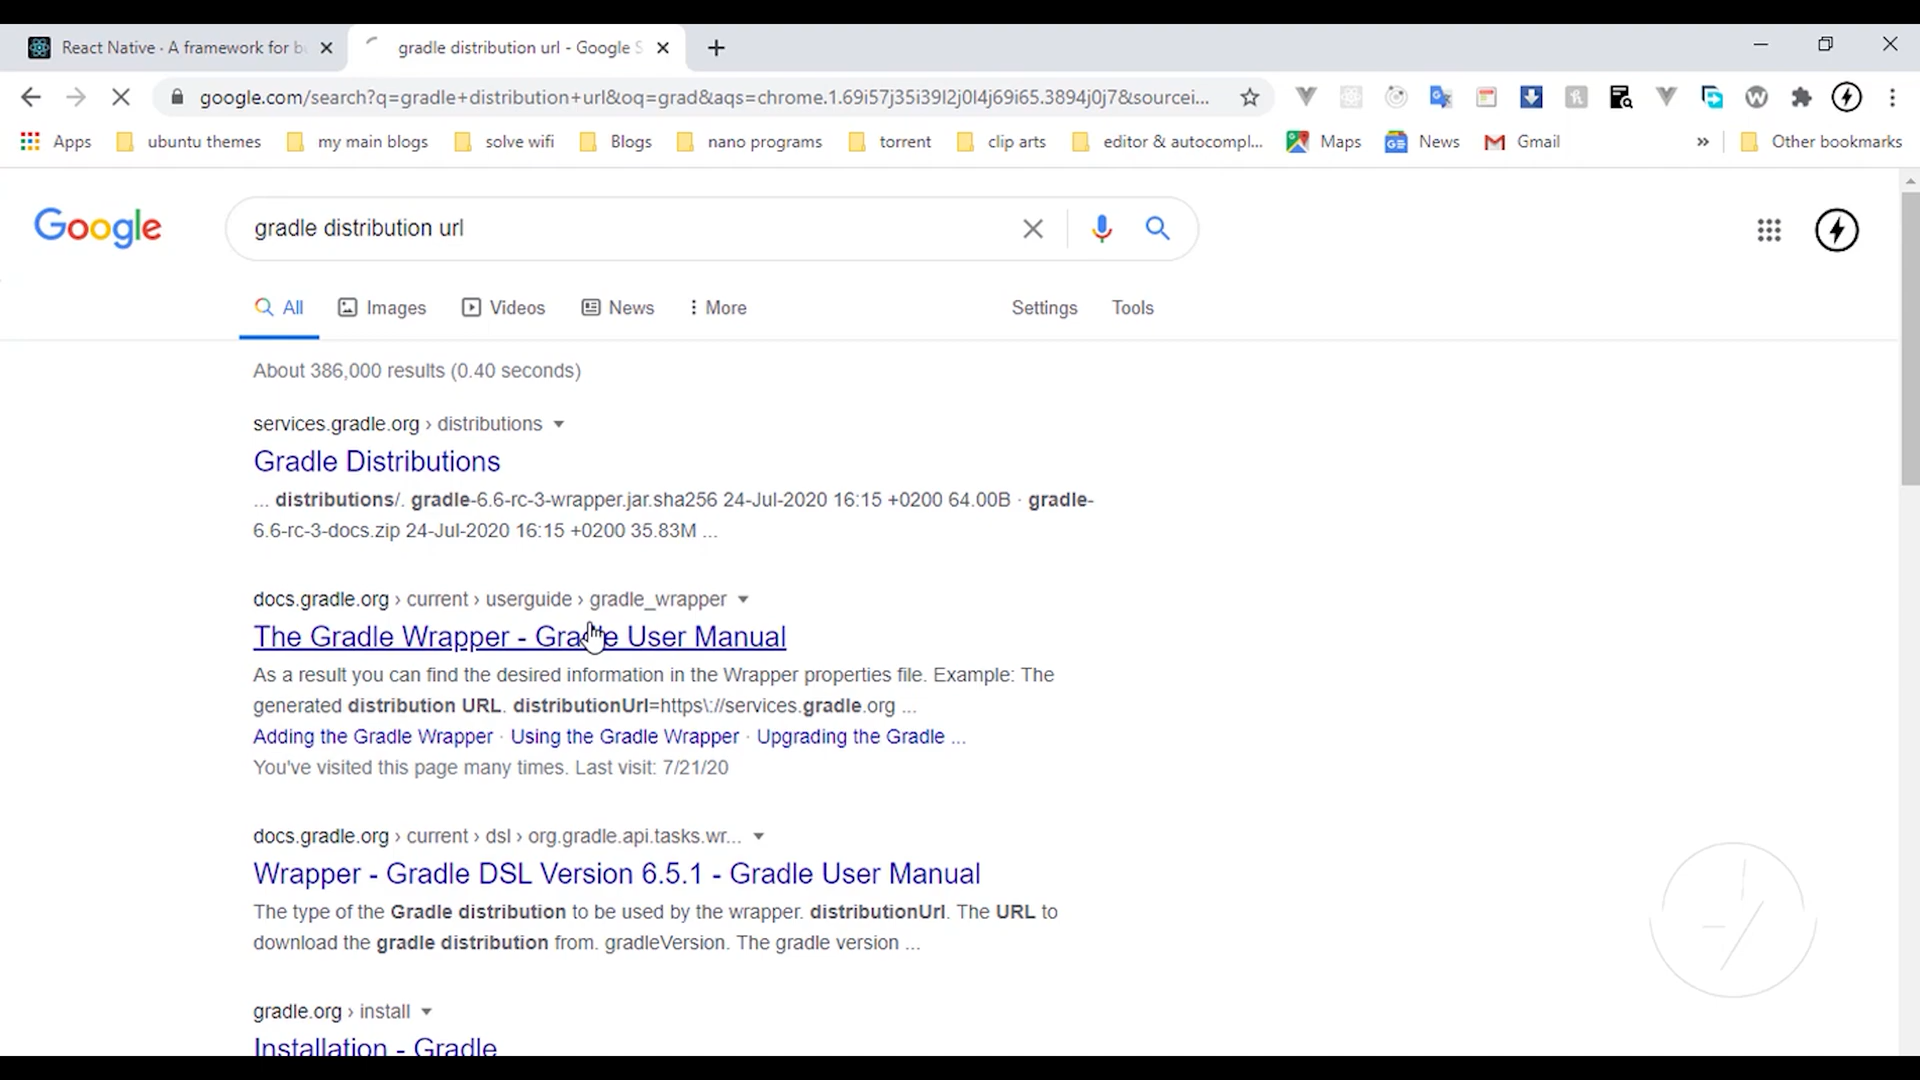 React Native · A framework for b
gradle distribution url - Google S
google.com/search?q=gradle+distribution+url&oq=grad&aqs=chrome.1.69i57j35i39l2j0l4j69i65.3894j0j7&sourcei...
Apps
ubuntu themes
my main blogs
solve wifi
Blogs
nano programs
torrent
clip arts
editor & autocompl...
Maps
News
Gmail
»
Other bookmarks
Google
gradle distribution url
All
Images
Videos
News
More
Settings
Tools
About 386,000 results (0.40 seconds)
services.gradle.org › distributions
Gradle Distributions
... distributions/. gradle-6.6-rc-3-wrapper.jar.sha256 24-Jul-2020 16:15 +0200 64.00B · gradle-
6.6-rc-3-docs.zip 24-Jul-2020 16:15 +0200 35.83M ...
docs.gradle.org › current › userguide › gradle_wrapper
The Gradle Wrapper - Gradle User Manual
As a result you can find the desired information in the Wrapper properties file. Example: The
generated distribution URL. distributionUrl=https\://services.gradle.org ...
Adding the Gradle Wrapper · Using the Gradle Wrapper · Upgrading the Gradle ...
You've visited this page many times. Last visit: 7/21/20
docs.gradle.org › current › dsl › org.gradle.api.tasks.wr...
Wrapper - Gradle DSL Version 6.5.1 - Gradle User Manual
The type of the Gradle distribution to be used by the wrapper. distributionUrl. The URL to
download the gradle distribution from. gradleVersion. The gradle version ...
gradle.org › install
Installation - Gradle